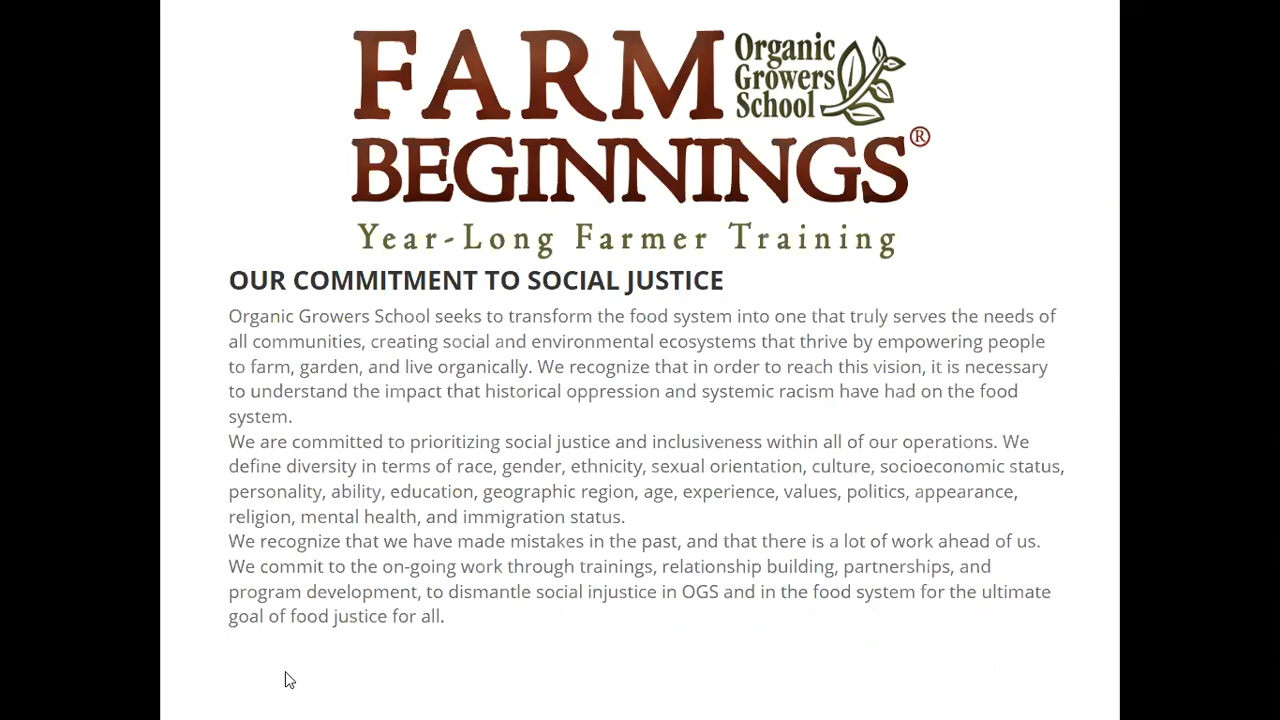 FARM
Organic
Growers
School
BEGINNINGS®
Year-Long Farmer Training
OUR COMMITMENT TO SOCIAL JUSTICE
Organic Growers School seeks to transform the food system into one that truly serves the needs of
all communities, creating social and environmental ecosystems that thrive by empowering people
to farm, garden, and live organically. We recognize that in order to reach this vision, it is necessary
to understand the impact that historical oppression and systemic racism have had on the food
system.
We are committed to prioritizing social justice and inclusiveness within all of our operations. We
define diversity in terms of race, gender, ethnicity, sexual orientation, culture, socioeconomic status,
personality, ability, education, geographic region, age, experience, values, politics, appearance,
religion, mental health, and immigration status.
We recognize that we have made mistakes in the past, and that there is a lot of work ahead of us.
We commit to the on-going work through trainings, relationship building, partnerships, and
program development, to dismantle social injustice in OGS and in the food system for the ultimate
goal of food justice for all.